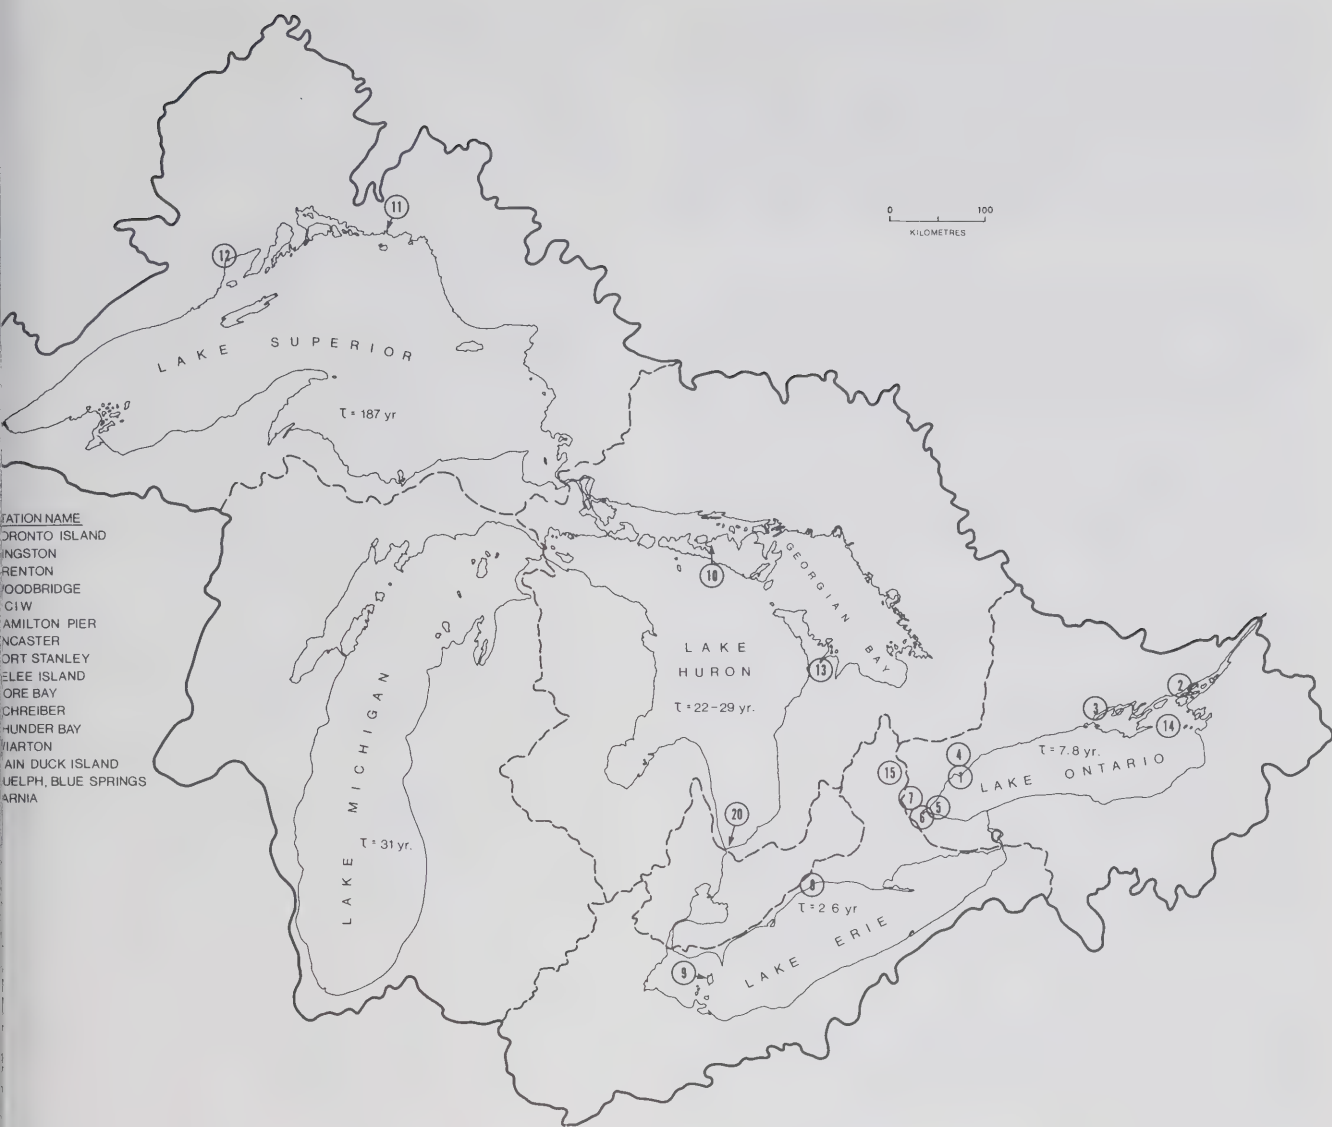 0 100
KILOMETRES
11
12
LAKE SUPERIOR
τ = 187 yr
TATION NAME
ORONTO ISLAND
INGSTON
RENTON
OODBRIDGE
CIW
AMILTON PIER
NCASTER
ORT STANLEY
ELEE ISLAND
ORE BAY
CHREIBER
HUNDER BAY
IARTON
AIN DUCK ISLAND
UELPH, BLUE SPRINGS
ARNIA
10
GEORGIAN BAY
LAKE
HURON
τ = 22-29 yr.
13
LAKE MICHIGAN
τ = 31 yr.
2
3
14
4
1
τ = 7.8 yr.
LAKE ONTARIO
15
7
5
6
20
8
τ = 2 6 yr
LAKE ERIE
9